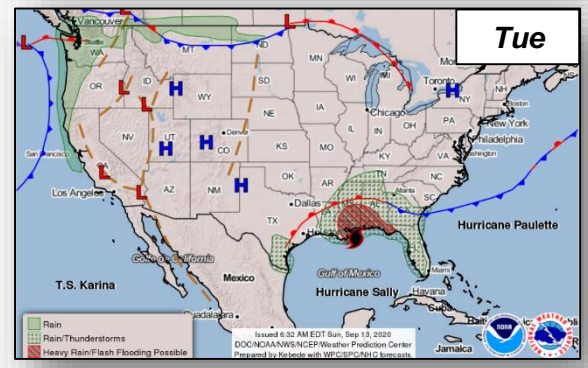 Tue
Vancouver
Seattle
WA
MT
ND
MN
OR
ID
WY
SD
WI
MI
Toronto
NY
NH
Boston
New York
Philadelphia
Washington
NV
UT
CO
Denver
NE
IA
Chicago
IL
IN
OH
PA
San Francisco
CA
KS
MO
KY
VA
Los Angeles
AZ
NM
OK
AR
TN
NC
SC
Atlanta
AL
LA
TX
Dallas
L
L
L
L
L
L
L
H
H
H
H
H
Hurricane Paulette
Gulf of California
Gulf of Mexico
Miami
T.S. Karina
Mexico
Hurricane Sally
Havana
Cuba
Guadalajara
Jamaica
Rain
Rain/Thunderstorms
Heavy Rain/Flash Flooding Possible
Issued 6:32 AM EDT Sun, Sep 13, 2020
DOC/NOAA/NWS/NCEP/Weather Prediction Center
Prepared by Kebede with WPC/SPC/NHC forecasts
NOAA